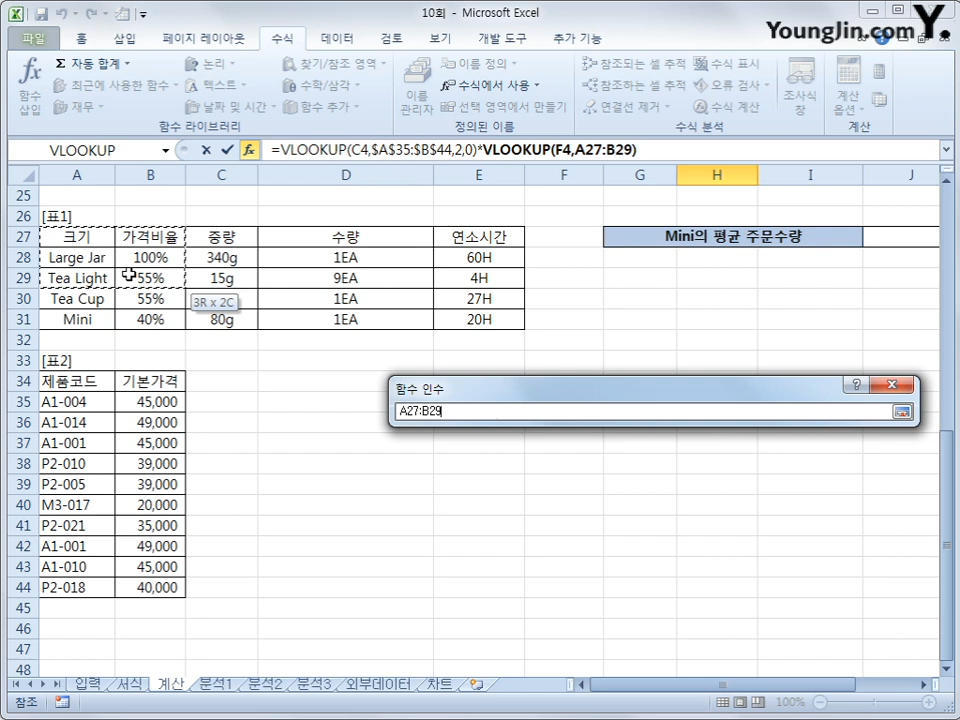 10회 - Microsoft Excel
Younglin.com Y.
파일 홈 삽입 페이지 레이아웃 수식 데이터 검토 보기 개발 도구 추가 기능
fx 함수 삽입
Σ 자동 합계
최근에 사용한 함수
재무
논리
텍스트
날짜 및 시간
찾기/참조 영역
수학/삼각
함수 추가
함수 라이브러리
이름 관리자
이름 정의
수식에서 사용
선택 영역에서 만들기
정의된 이름
참조되는 셀 추적
참조하는 셀 추적
연결선 제거
수식 표시
오류 검사
수식 계산
수식 분석
조사식 창
계산 옵션
계산
VLOOKUP fx =VLOOKUP(C4,$A$35:$B$44,2,0)*VLOOKUP(F4,A27:B29)
A B C D E F G H I J
25
26 [표1]
27 크기 가격비율 중량 수량 연소시간 Mini의 평균 주문수량
28 Large Jar 100% 340g 1EA 60H
29 Tea Light 55% 15g 9EA 4H
30 Tea Cup 55% 1EA 27H
3R x 2C
31 Mini 40% 80g 1EA 20H
32
33 [표2]
34 제품코드 기본가격
35 A1-004 45,000
36 A1-014 49,000
37 A1-001 45,000
38 P2-010 39,000
39 P2-005 39,000
40 M3-017 20,000
41 P2-021 35,000
42 A1-001 49,000
43 A1-010 45,000
44 P2-018 40,000
45
46
47
48
함수 인수
A27:B29
입력 서식 계산 분석1 분석2 분석3 외부데이터 차트
참조 100%